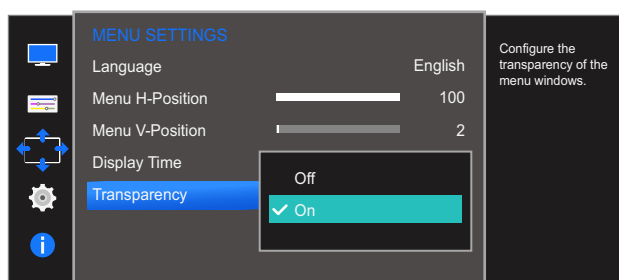 MENU SETTINGS
Language English
Menu H-Position 100
Menu V-Position 2
Display Time
Transparency
Off
On
Configure the
transparency of the
menu windows.